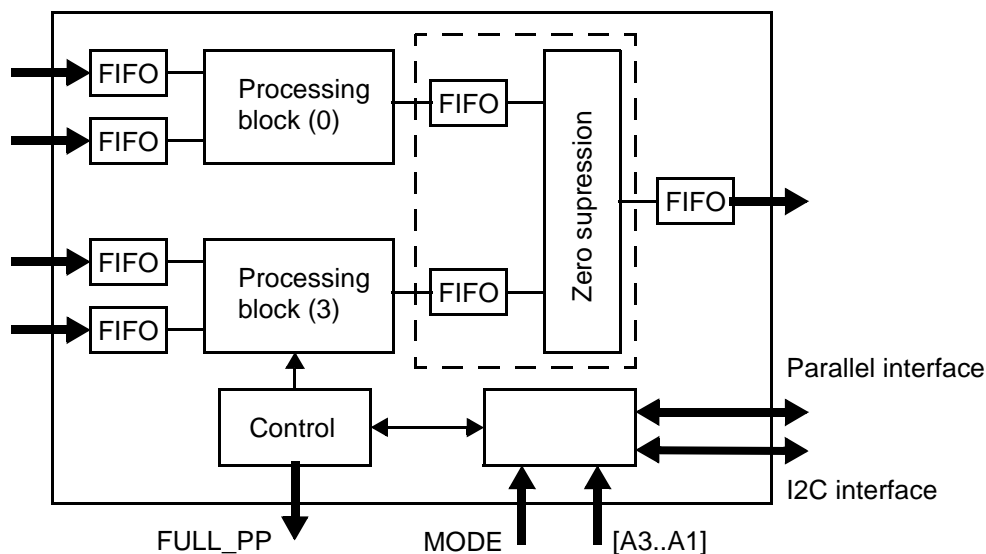 FIFO
Processing
block (0)
FIFO
FIFO
Zero supression
FIFO
FIFO
Processing
block (3)
FIFO
FIFO
Parallel interface
Control
I2C interface
FULL_PP
MODE
[A3..A1]